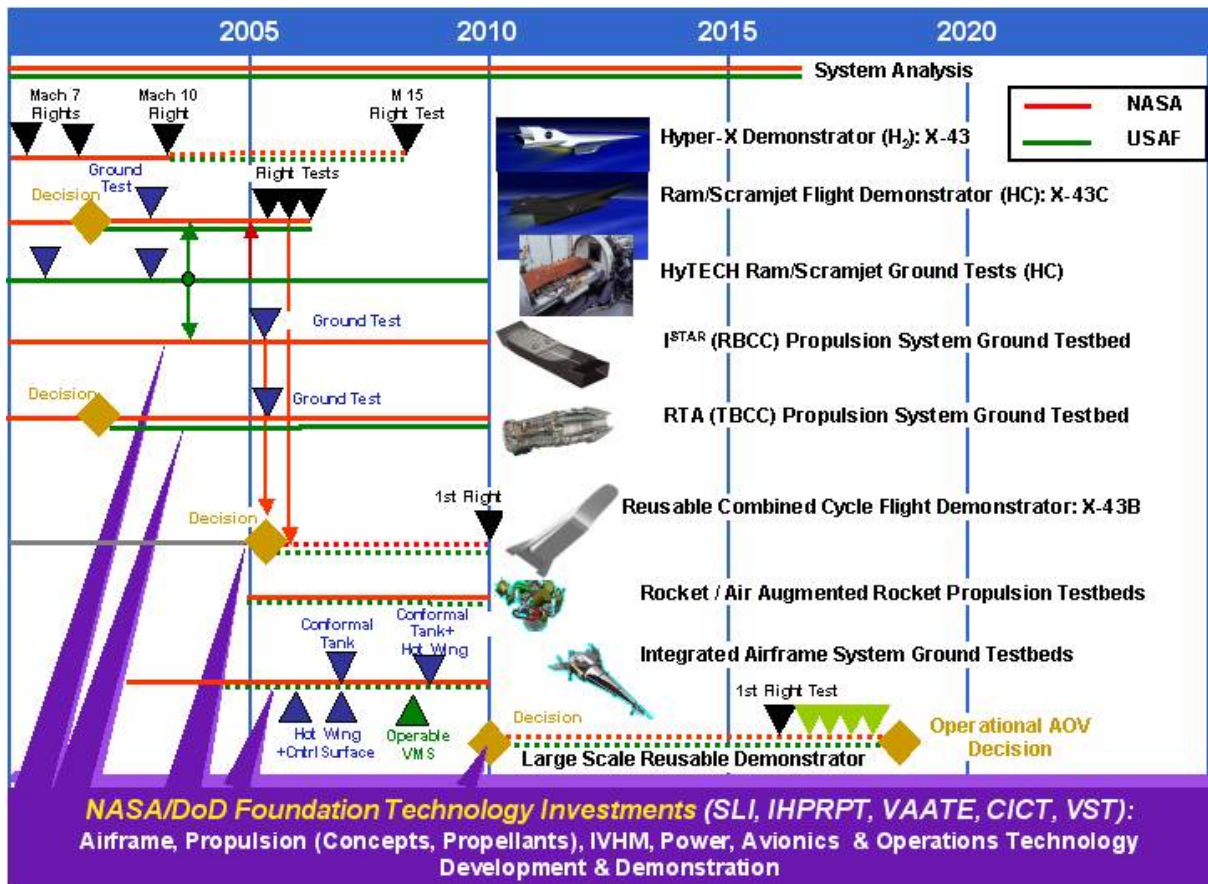 2005 2010 2015 2020
System Analysis
NASA
USAF
Mach 7
Flights
Mach 10
Flight
M 15
Flight Test
Hyper-X Demonstrator (H₂): X-43
Ground
Test
Decision
Flight Tests
Ram/Scramjet Flight Demonstrator (HC): X-43C
HyTECH Ram/Scramjet Ground Tests (HC)
Ground Test
ISTAR (RBCC) Propulsion System Ground Testbed
Decision
Ground Test
RTA (TBCC) Propulsion System Ground Testbed
Decision
1st Flight
Reusable Combined Cycle Flight Demonstrator: X-43B
Rocket / Air Augmented Rocket Propulsion Testbeds
Conformal
Tank
Conformal
Tank+
Hot Wing
Integrated Airframe System Ground Testbeds
Hot Wing
+Cntrl Surface
Operable
VMS
Decision
1st Flight Test
Operational AOV
Decision
Large Scale Reusable Demonstrator
NASA/DoD Foundation Technology Investments (SLI, IHPRPT, VAATE, CICT, VST):
Airframe, Propulsion (Concepts, Propellants), IVHM, Power, Avionics & Operations Technology
Development & Demonstration